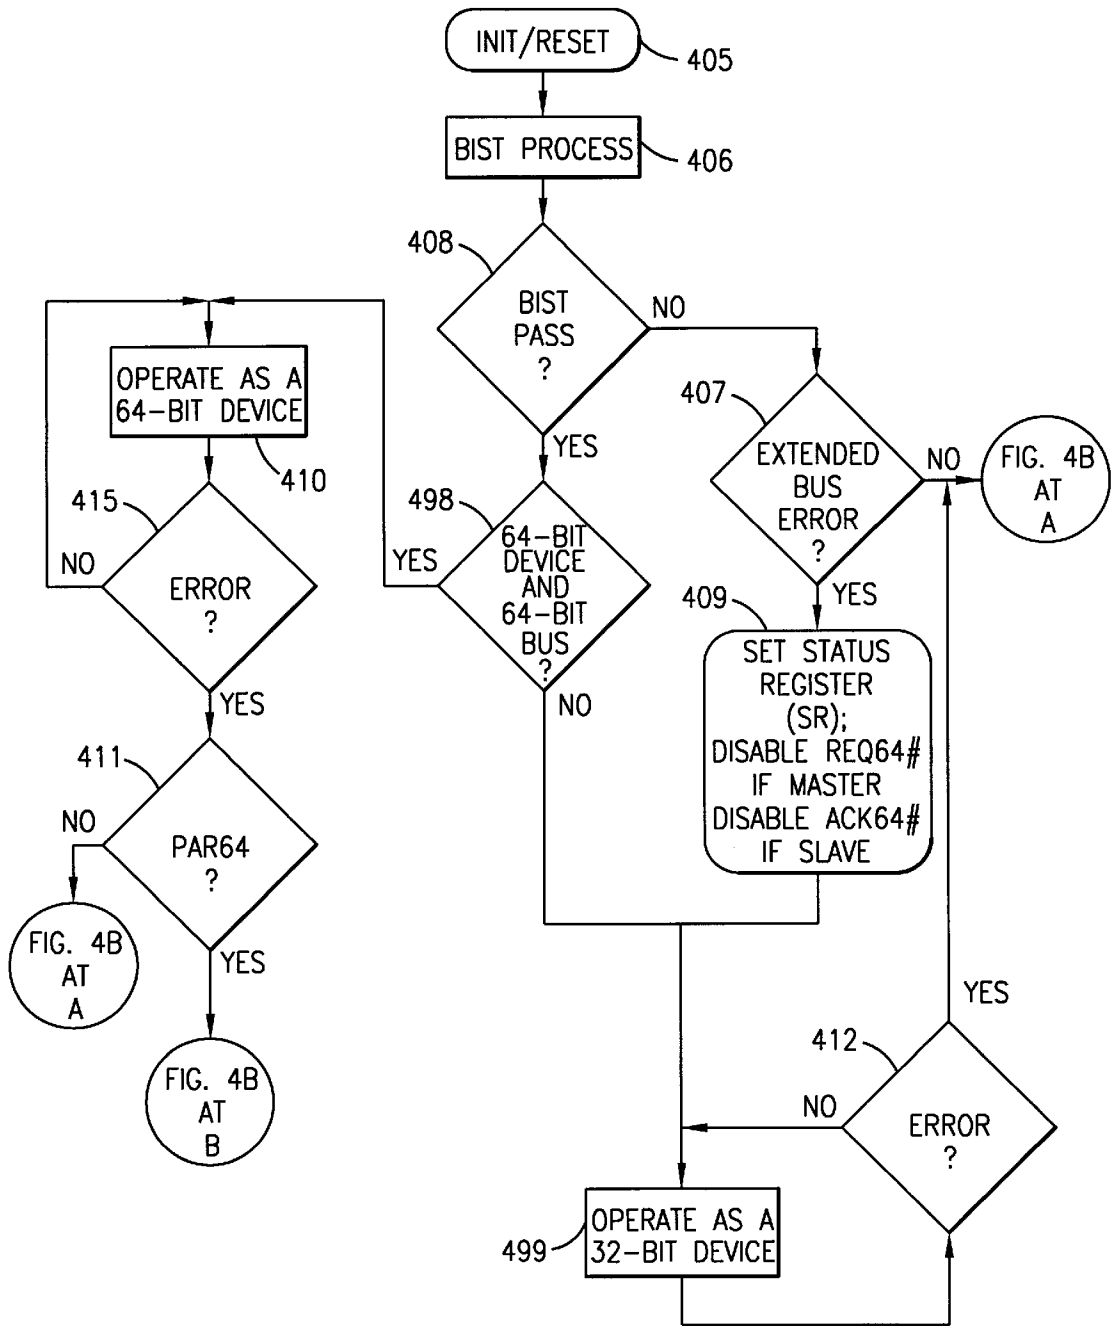 INIT/RESET
405
BIST PROCESS
406
408
BIST
PASS
?
NO
YES
OPERATE AS A
64-BIT DEVICE
410
407
EXTENDED
BUS
ERROR
?
NO
FIG. 4B
AT
A
YES
415
ERROR
?
NO
YES
498
64-BIT
DEVICE
AND
64-BIT
BUS
?
YES
NO
409
SET STATUS
REGISTER
(SR);
DISABLE REQ64#
IF MASTER
DISABLE ACK64#
IF SLAVE
411
PAR64
?
NO
YES
FIG. 4B
AT
A
FIG. 4B
AT
B
412
ERROR
?
YES
NO
499
OPERATE AS A
32-BIT DEVICE